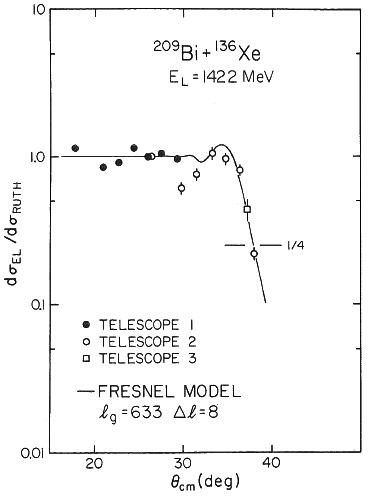 10
²⁰⁹Bi + ¹³⁶Xe
E_L = 1422 MeV
1.0
dσ_EL/dσ_RUTH
1/4
0.1
● TELESCOPE 1
○ TELESCOPE 2
□ TELESCOPE 3
— FRESNEL MODEL
ℓ_g = 633 Δℓ = 8
0.01
20 30 40
θ_cm (deg)